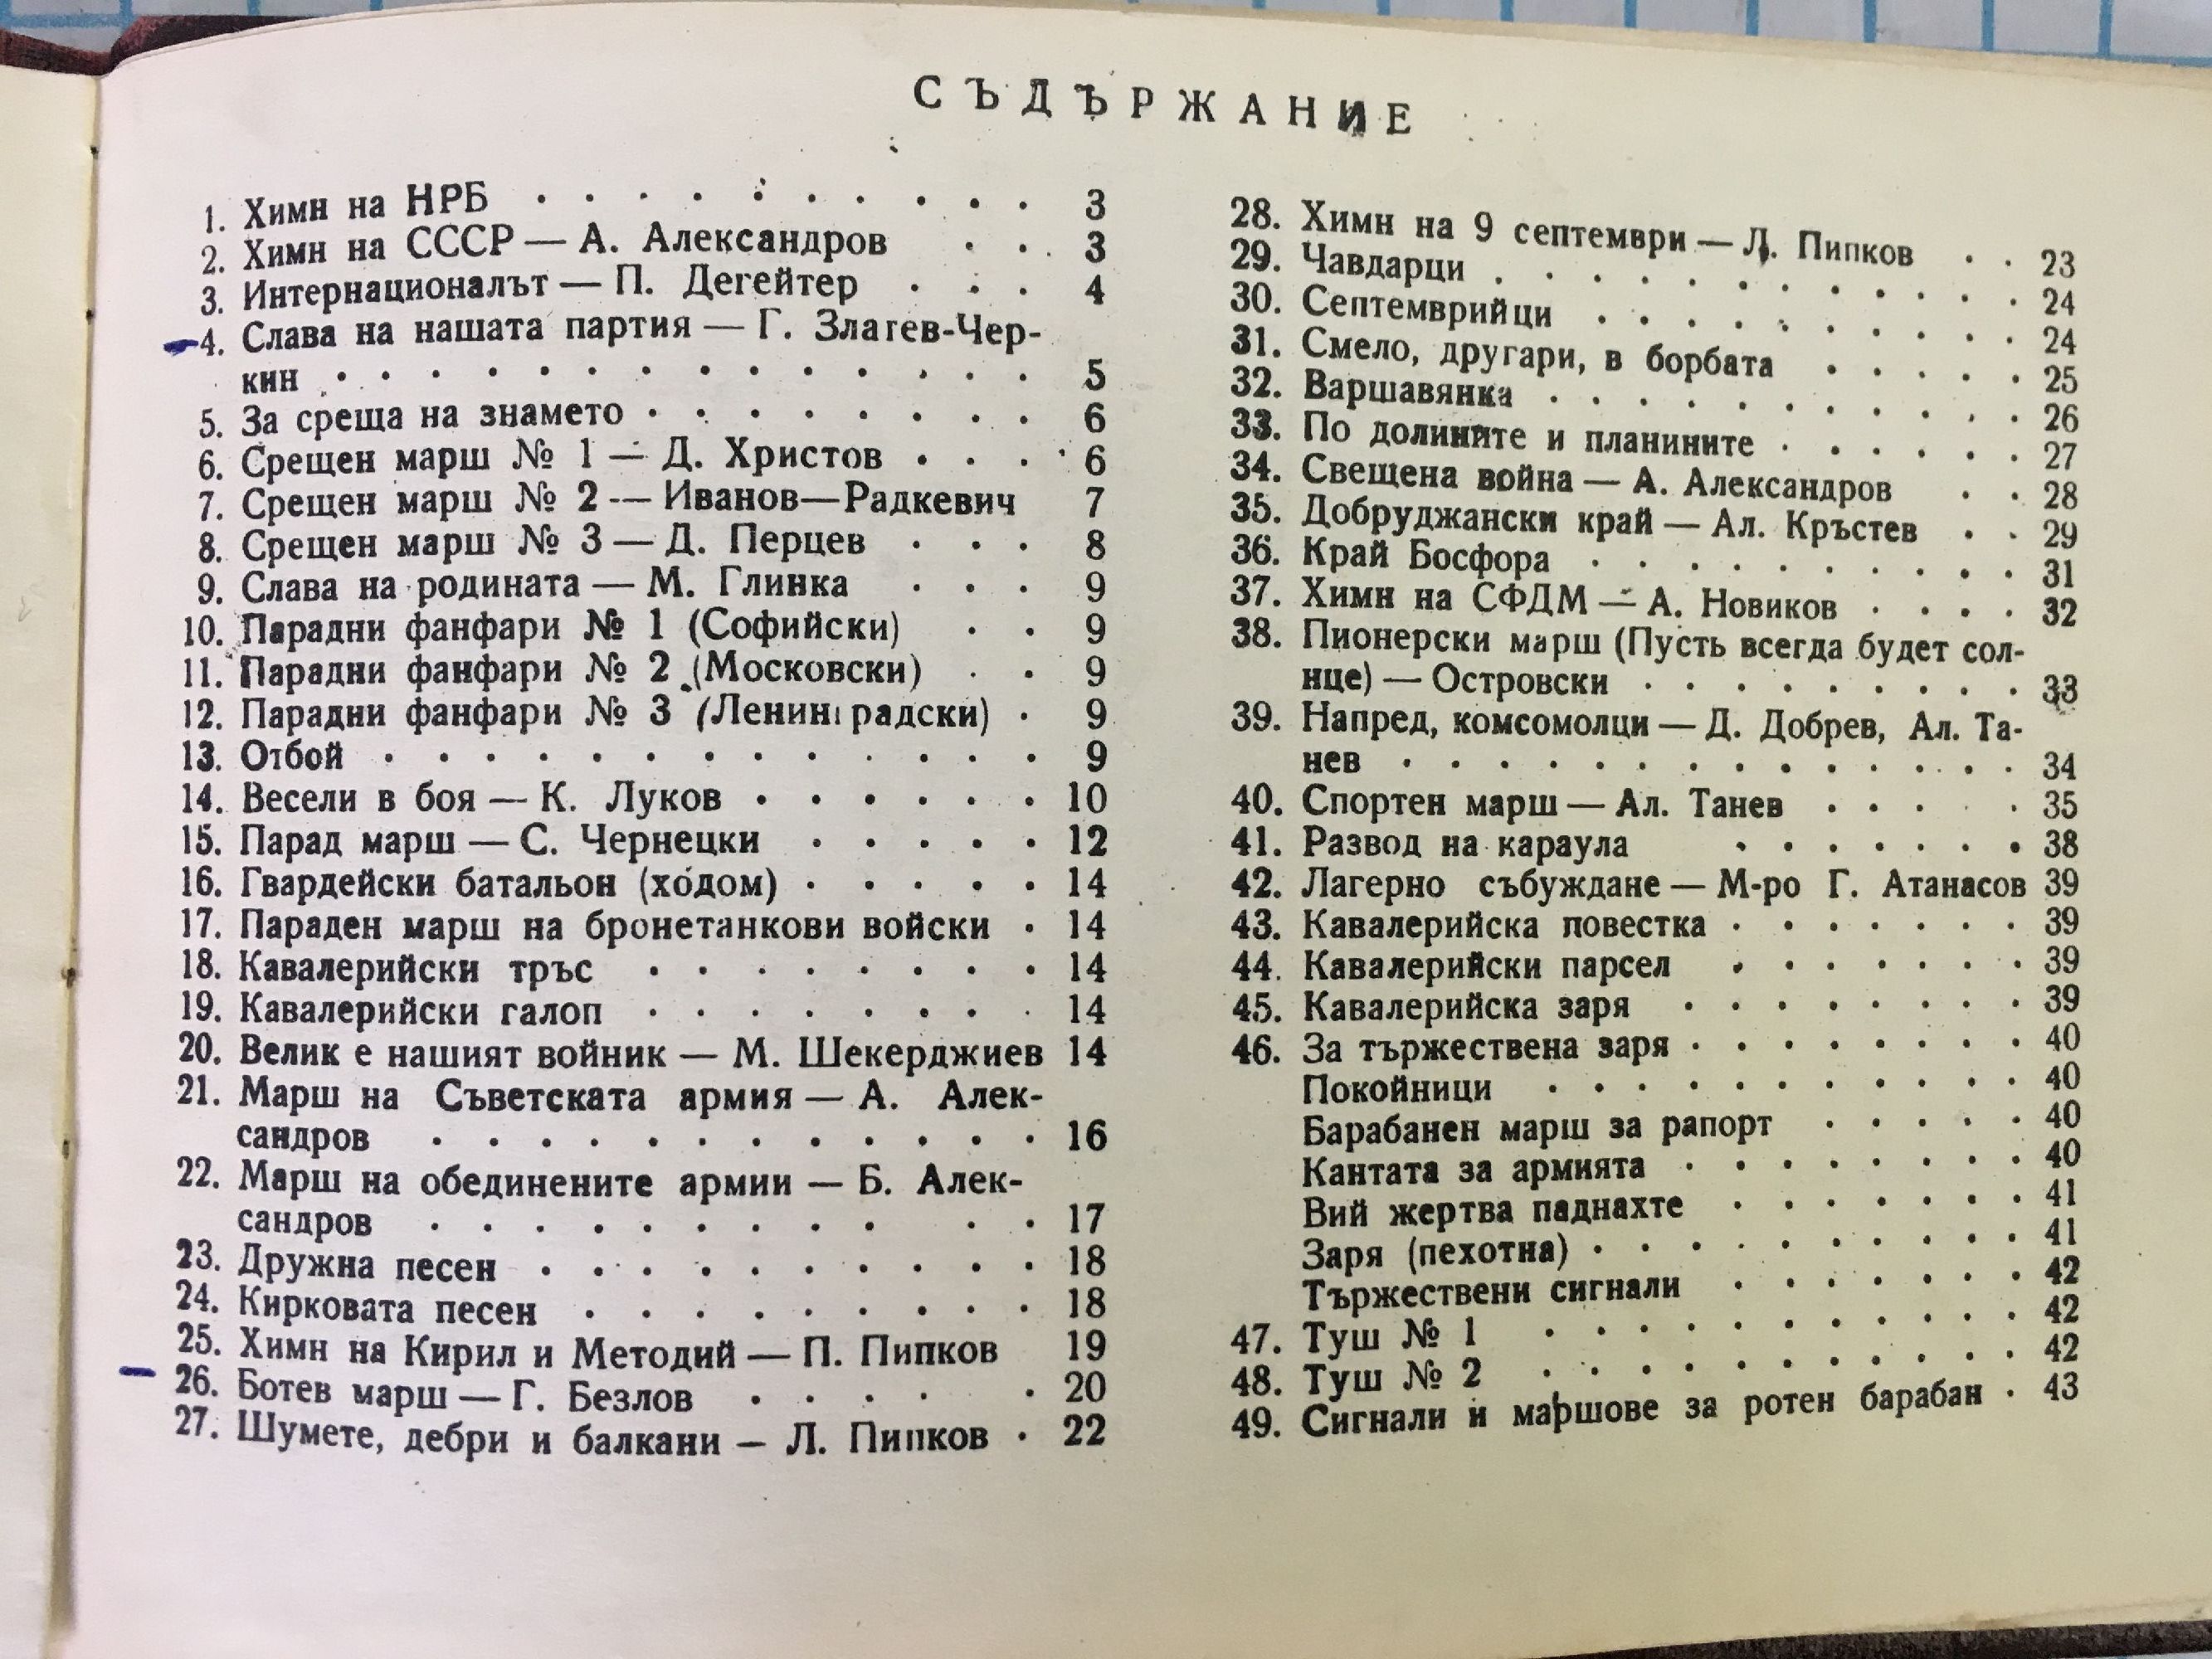 СЪДЪРЖАНИЕ
1. Химн на НРБ . . . . . . . . . . 3
2. Химн на СССР — А. Александров . . . 3
3. Интернационалът — П. Дегейтер . . . 4
4. Слава на нашата партия — Г. Златев-Чер-
кин . . . . . . . . . . . . . . 5
5. За среща на знамето . . . . . . . . 6
6. Срещен марш № 1 — Д. Христов . . . 6
7. Срещен марш № 2 — Иванов—Радкевич 7
8. Срещен марш № 3 — Д. Перцев . . . 8
9. Слава на родината — М. Глинка . . . 9
10. Парадни фанфари № 1 (Софийски) . . 9
11. Парадни фанфари № 2 (Московски) . . 9
12. Парадни фанфари № 3 (Ленинградски) . 9
13. Отбой . . . . . . . . . . . . . 9
14. Весели в боя — К. Луков . . . . . . 10
15. Парад марш — С. Чернецки . . . . . 12
16. Гвардейски батальон (ходом) . . . . . 14
17. Параден марш на бронетанкови войски . 14
18. Кавалерийски тръс . . . . . . . . 14
19. Кавалерийски галоп . . . . . . . . 14
20. Велик е нашият войник — М. Шекерджиев 14
21. Марш на Съветската армия — А. Алек-
сандров . . . . . . . . . . . . 16
22. Марш на обединените армии — Б. Алек-
сандров . . . . . . . . . . . 17
23. Дружна песен . . . . . . . . . . 18
24. Кирковата песен . . . . . . . . . 18
25. Химн на Кирил и Методий — П. Пипков 19
26. Ботев марш — Г. Безлов . . . . . 20
27. Шумете, дебри и балкани — Л. Пипков . 22
28. Химн на 9 септември — Л. Пипков . . 23
29. Чавдарци . . . . . . . . . . . 24
30. Септемврийци . . . . . . . . . 24
31. Смело, другари, в борбата . . . . . 25
32. Варшавянка . . . . . . . . . . 26
33. По долините и планините . . . . . . 27
34. Свещена война — А. Александров . . 28
35. Добруджански край — Ал. Кръстев . . 29
36. Край Босфора . . . . . . . . . 31
37. Химн на СФДМ — А. Новиков . . . . 32
38. Пионерски марш (Пусть всегда будет сол-
нце) — Островски . . . . . . . . . 33
39. Напред, комсомолци — Д. Добрев, Ал. Та-
нев . . . . . . . . . . . . . . 34
40. Спортен марш — Ал. Танев . . . . 35
41. Развод на караула . . . . . . . 38
42. Лагерно събуждане — М-ро Г. Атанасов 39
43. Кавалерийска повестка . . . . . . . 39
44. Кавалерийски парсел . . . . . . . 39
45. Кавалерийска заря . . . . . . . . 39
46. За тържествена заря . . . . . . . . 40
Покойници . . . . . . . . . . . 40
Барабанен марш за рапорт . . . . . 40
Кантата за армията . . . . . . . . 40
Вий жертва паднахте . . . . . . . 41
Заря (пехотна) . . . . . . . . . . 41
Тържествени сигнали . . . . . . . 42
47. Туш № 1 . . . . . . . . . . . 42
48. Туш № 2 . . . . . . . . . . . 42
49. Сигнали и маршове за ротен барабан . 43